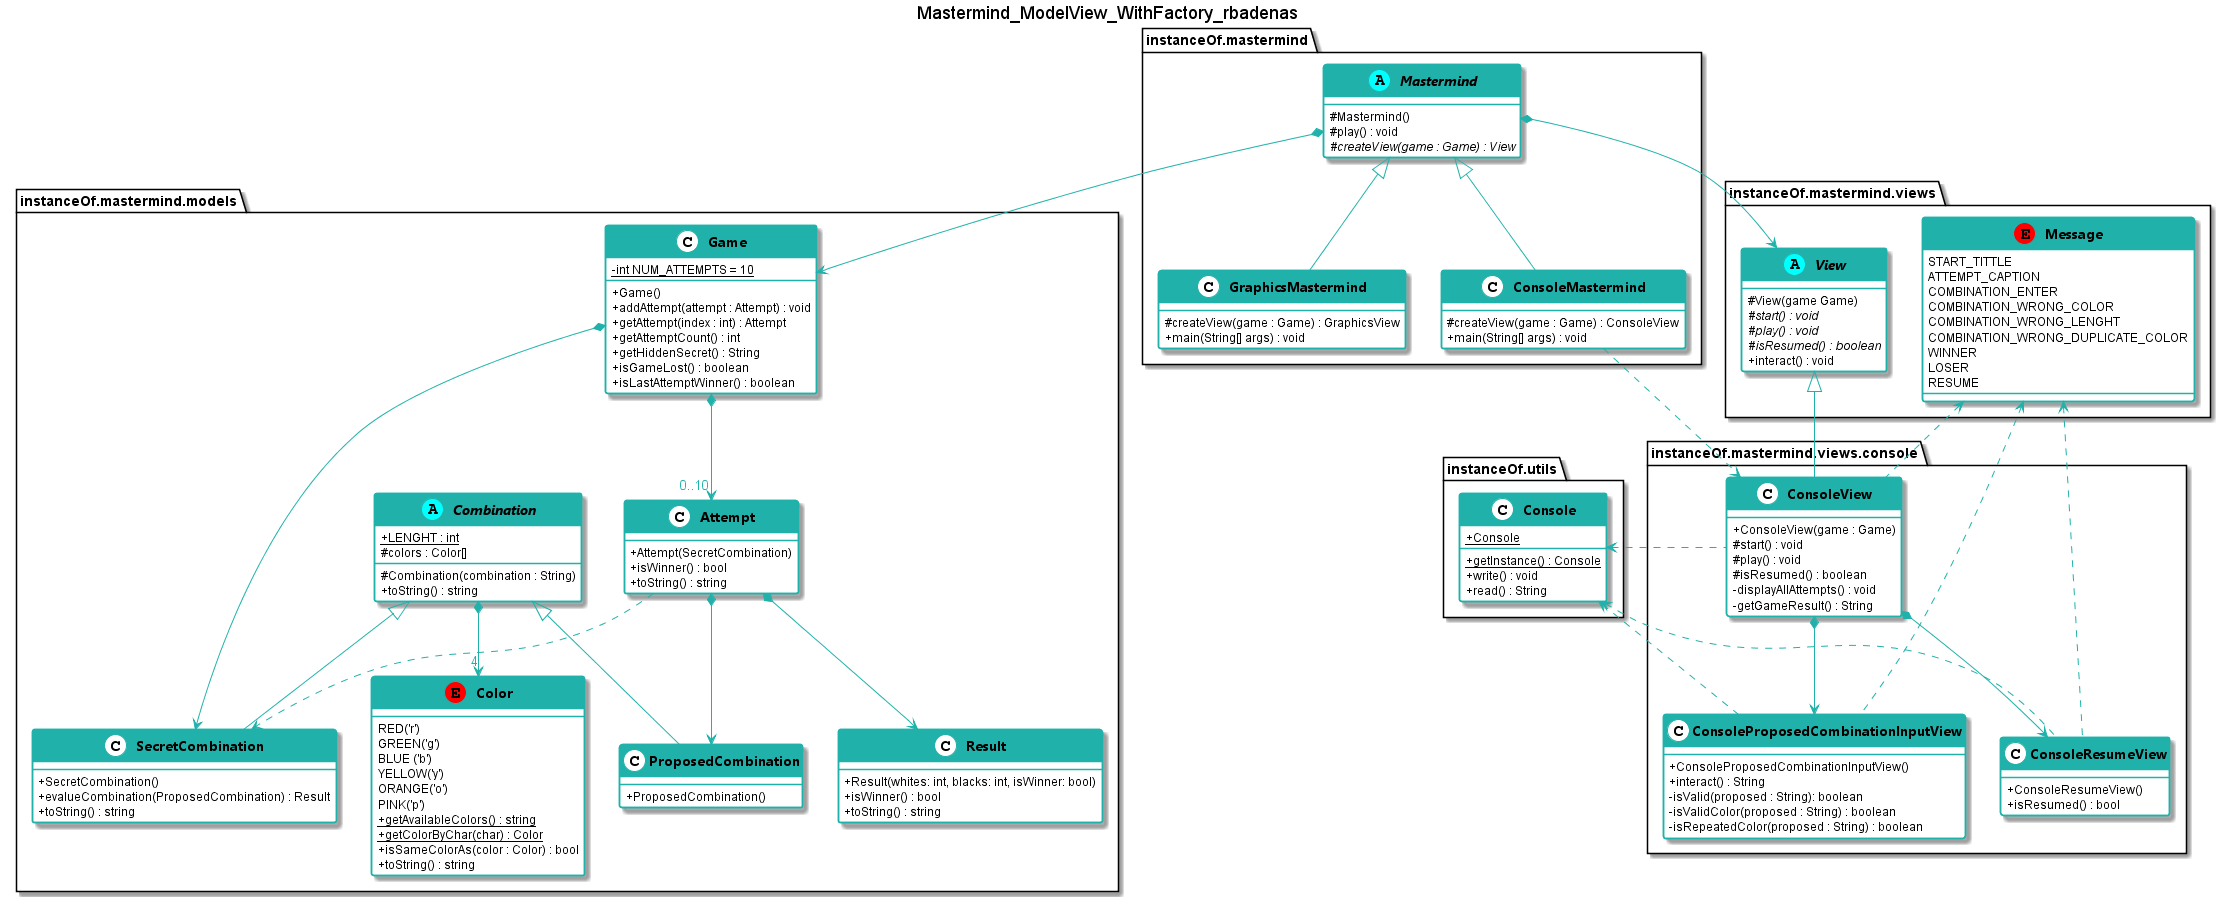 Mastermind_ModelView_WithFactory_rbadenas
instanceOf.mastermind
A Mastermind
#Mastermind()
#play() : void
#createView(game : Game) : View
C GraphicsMastermind
#createView(game : Game) : GraphicsView
+main(String[] args) : void
C ConsoleMastermind
#createView(game : Game) : ConsoleView
+main(String[] args) : void
instanceOf.mastermind.models
C Game
-int NUM_ATTEMPTS = 10
+Game()
+addAttempt(attempt : Attempt) : void
+getAttempt(index : int) : Attempt
+getAttemptCount() : int
+getHiddenSecret() : String
+isGameLost() : boolean
+isLastAttemptWinner() : boolean
0..10
A Combination
+LENGHT : int
#colors : Color[]
#Combination(combination : String)
+toString() : string
C Attempt
+Attempt(SecretCombination)
+isWinner() : bool
+toString() : string
4
C SecretCombination
+SecretCombination()
+evalueCombination(ProposedCombination) : Result
+toString() : string
E Color
RED('r')
GREEN('g')
BLUE ('b')
YELLOW('y')
ORANGE('o')
PINK('p')
+getAvailableColors() : string
+getColorByChar(char) : Color
+isSameColorAs(color : Color) : bool
+toString() : string
C ProposedCombination
+ProposedCombination()
C Result
+Result(whites: int, blacks: int, isWinner: bool)
+isWinner() : bool
+toString() : string
instanceOf.mastermind.views
A View
#View(game Game)
#start() : void
#play() : void
#isResumed() : boolean
+interact() : void
E Message
START_TITTLE
ATTEMPT_CAPTION
COMBINATION_ENTER
COMBINATION_WRONG_COLOR
COMBINATION_WRONG_LENGHT
COMBINATION_WRONG_DUPLICATE_COLOR
WINNER
LOSER
RESUME
instanceOf.utils
C Console
+Console
+getInstance() : Console
+write() : void
+read() : String
instanceOf.mastermind.views.console
C ConsoleView
+ConsoleView(game : Game)
#start() : void
#play() : void
#isResumed() : boolean
-displayAllAttempts() : void
-getGameResult() : String
C ConsoleProposedCombinationInputView
+ConsoleProposedCombinationInputView()
+interact() : String
-isValid(proposed : String): boolean
-isValidColor(proposed : String) : boolean
-isRepeatedColor(proposed : String) : boolean
C ConsoleResumeView
+ConsoleResumeView()
+isResumed() : bool